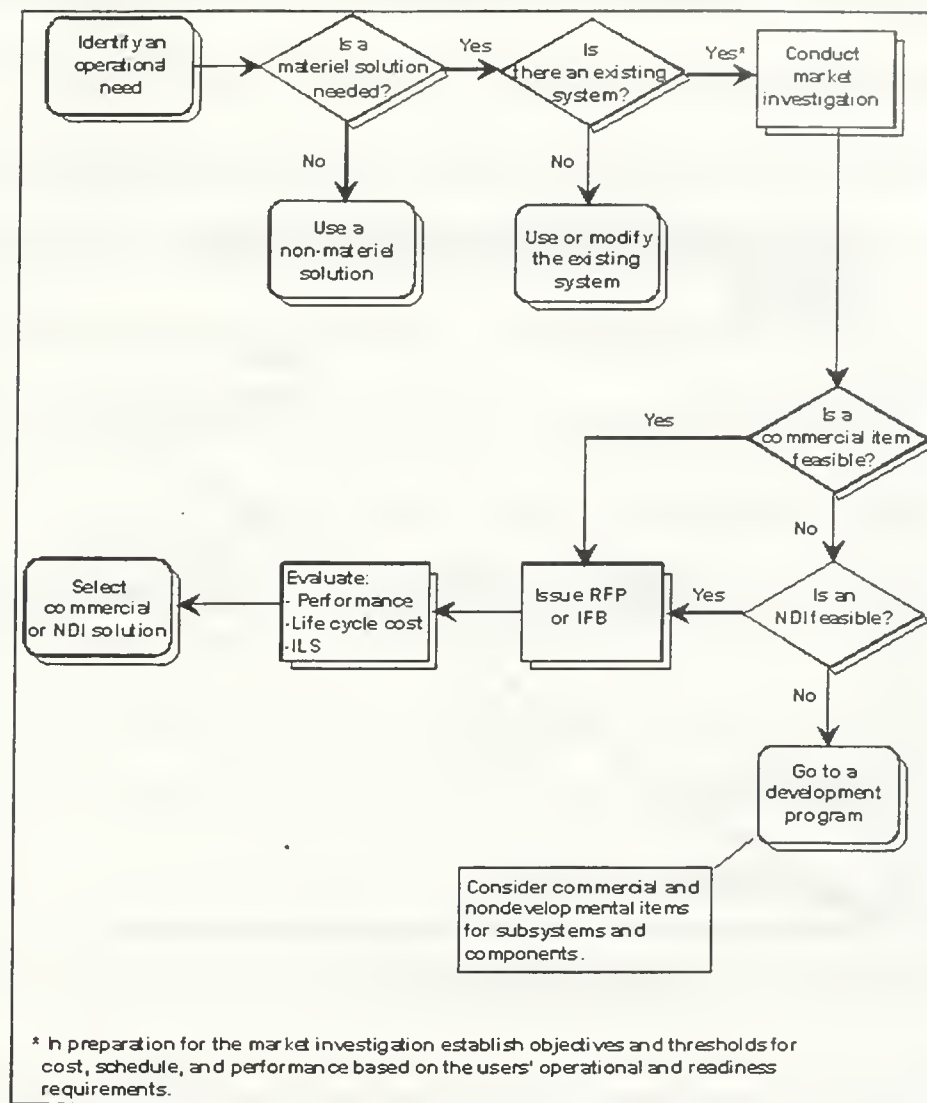 Identify an
operational
need
Is a
materiel solution
needed?
Yes
Is
there an existing
system?
Yes*
Conduct
market
investigation
No
No
Use a
non-materiel
solution
Use or modify
the existing
system
Is a
commercial item
feasible?
Yes
No
Select
commercial
or NDI solution
Evaluate:
- Performance
-Life cycle cost
-ILS
Issue RFP
or IFB
Yes
Is an
NDI feasible?
No
Go to a
development
program
Consider commercial and
nondevelopmental items
for subsystems and
components.
* In preparation for the market investigation establish objectives and thresholds for
cost, schedule, and performance based on the users' operational and readiness
requirements.